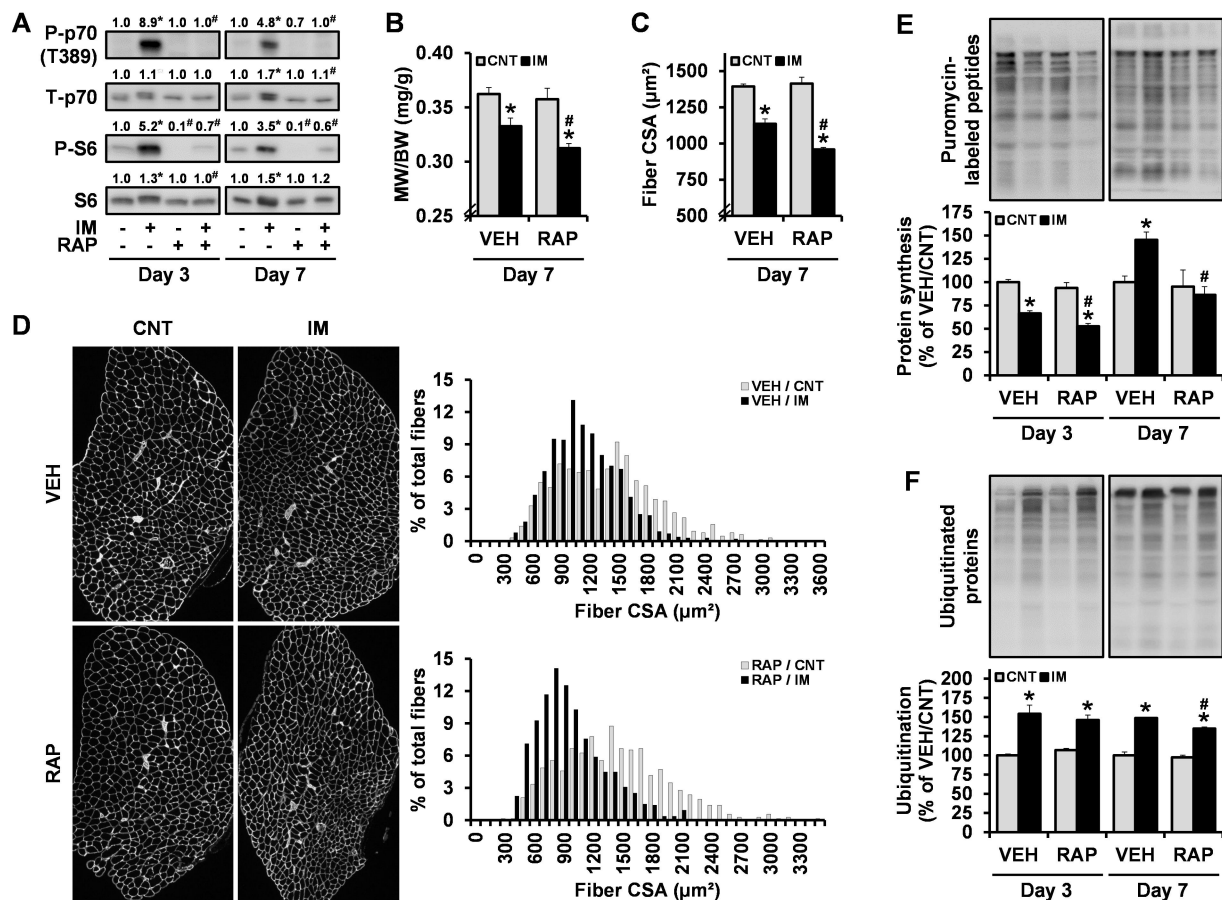 A
P-p70
(T389)
1.0 8.9* 1.0 1.0# 1.0 4.8* 0.7 1.0#
T-p70
1.0 1.1 1.0 1.0 1.0 1.7* 1.0 1.1#
P-S6
1.0 5.2* 0.1# 0.7# 1.0 3.5* 0.1# 0.6#
S6
1.0 1.3* 1.0 1.0# 1.0 1.5* 1.0 1.2
IM - + - + - + - +
RAP - - + + - - + +
Day 3 Day 7
B
CNT IM
MW/BW (mg/g)
0.40
0.35
0.30
0.25
*
#
*
VEH RAP
Day 7
C
CNT IM
Fiber CSA (µm²)
1500
1300
1100
900
700
500
*
#
*
VEH RAP
Day 7
D
CNT IM
VEH
RAP
% of total fibers
15
12
9
6
3
0
VEH / CNT
VEH / IM
0 300 600 900 1200 1500 1800 2100 2400 2700 3000 3300 3600
Fiber CSA (µm²)
% of total fibers
15
12
9
6
3
0
RAP / CNT
RAP / IM
0 300 600 900 1200 1500 1800 2100 2400 2700 3000 3300
Fiber CSA (µm²)
E
Puromycin-
labeled peptides
Protein synthesis
(% of VEH/CNT)
175
150
125
100
75
50
25
0
CNT IM
*
#
*
*
#
VEH RAP VEH RAP
Day 3 Day 7
F
Ubiquitinated
proteins
Ubiquitination
(% of VEH/CNT)
200
175
150
125
100
75
50
25
0
CNT IM
*
*
*
#
*
VEH RAP VEH RAP
Day 3 Day 7